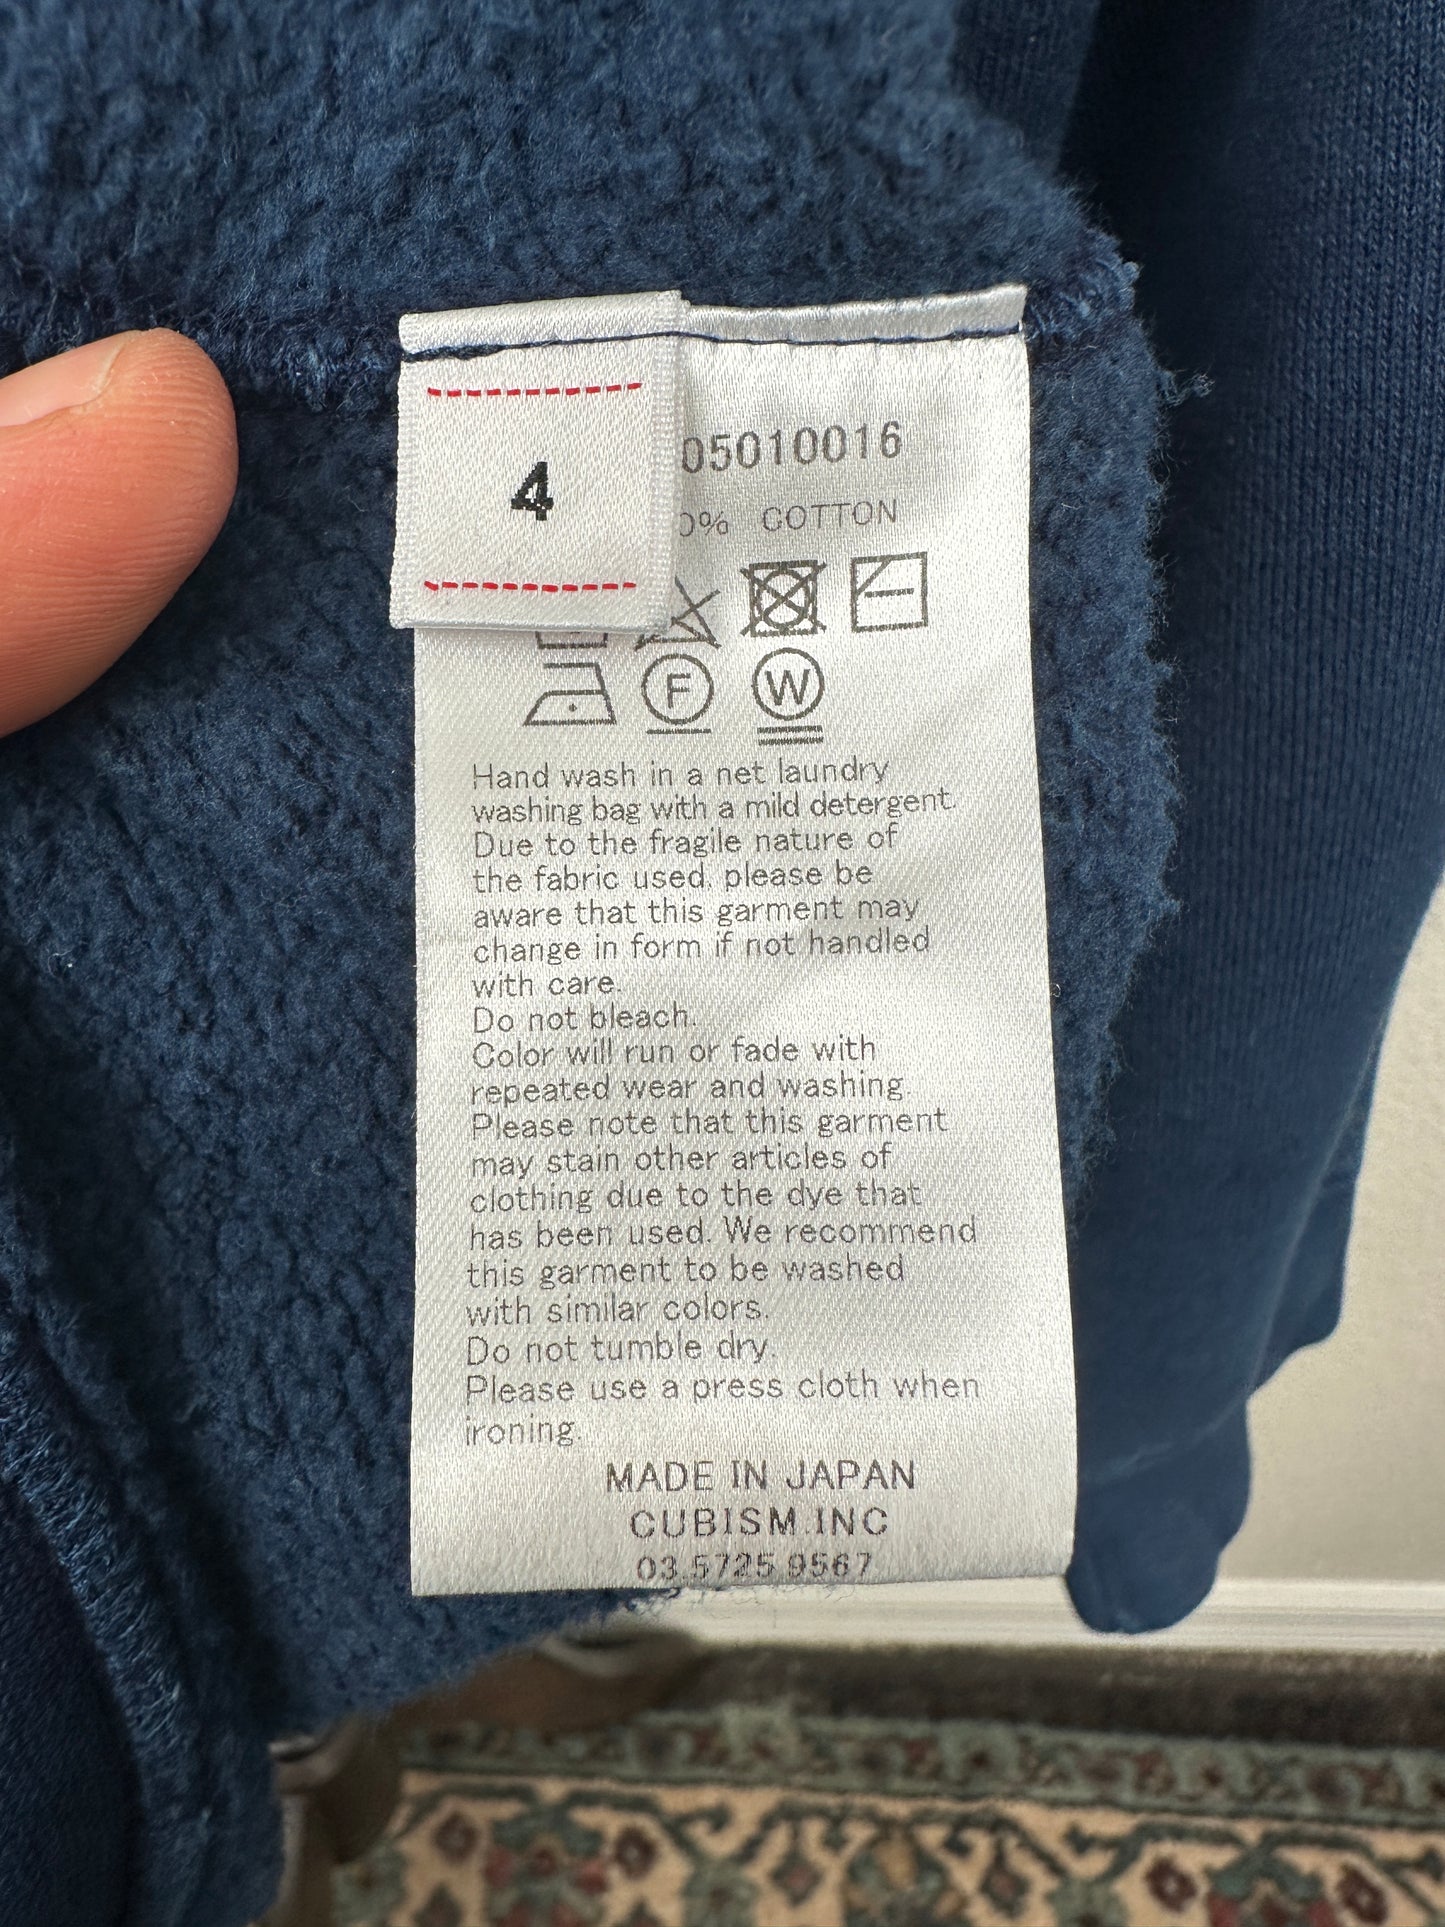 4
05010016
0% COTTON
F
W
Hand wash in a net laundry
washing bag with a mild detergent.
Due to the fragile nature of
the fabric used, please be
aware that this garment may
change in form if not handled
with care.
Do not bleach.
Color will run or fade with
repeated wear and washing.
Please note that this garment
may stain other articles of
clothing due to the dye that
has been used. We recommend
this garment to be washed
with similar colors.
Do not tumble dry.
Please use a press cloth when
ironing.
MADE IN JAPAN
CUBISM.INC
03.5725.9567